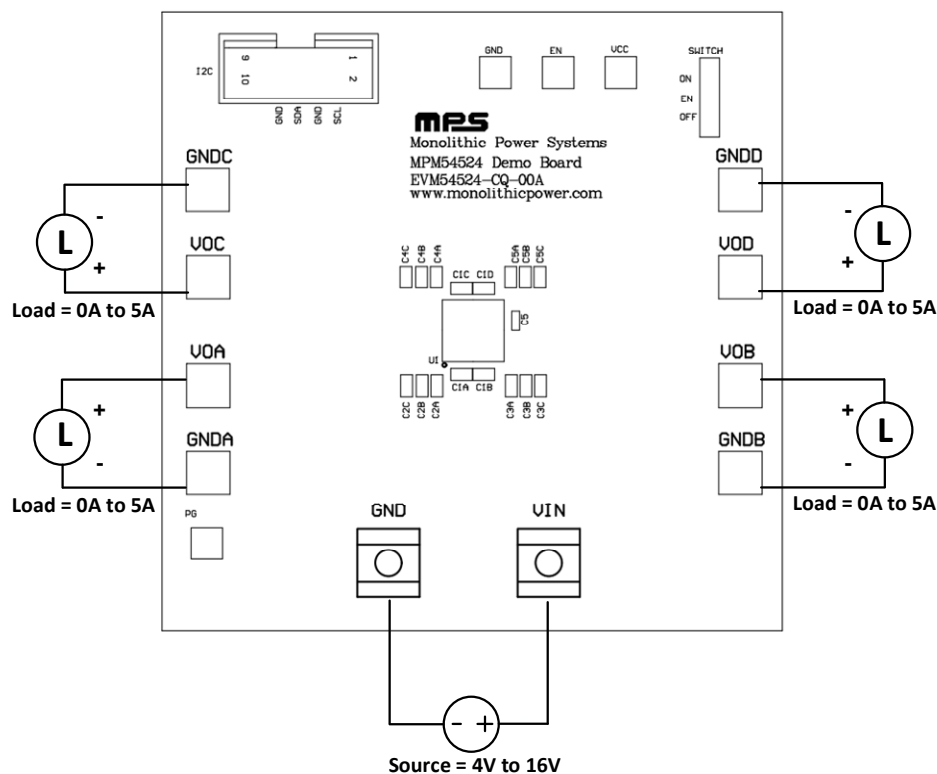 I2C
9
1
10
2
GND
SDA
GND
SCL
GND
EN
VCC
SWITCH
ON
EN
OFF
MPS
Monolithic Power Systems
MPM54524 Demo Board
EVM54524-CQ-00A
www.monolithicpower.com
GNDC
-
L
+
VOC
Load = 0A to 5A
GNDD
-
L
+
VOD
Load = 0A to 5A
C4C
C4B
C4A
C1C
C1D
C5A
C5B
C5C
C5
U1
C1A
C1B
C2C
C2B
C2A
C3A
C3B
C3C
VOA
+
L
-
GNDA
Load = 0A to 5A
VOB
+
L
-
GNDB
Load = 0A to 5A
PG
GND
VIN
- +
Source = 4V to 16V